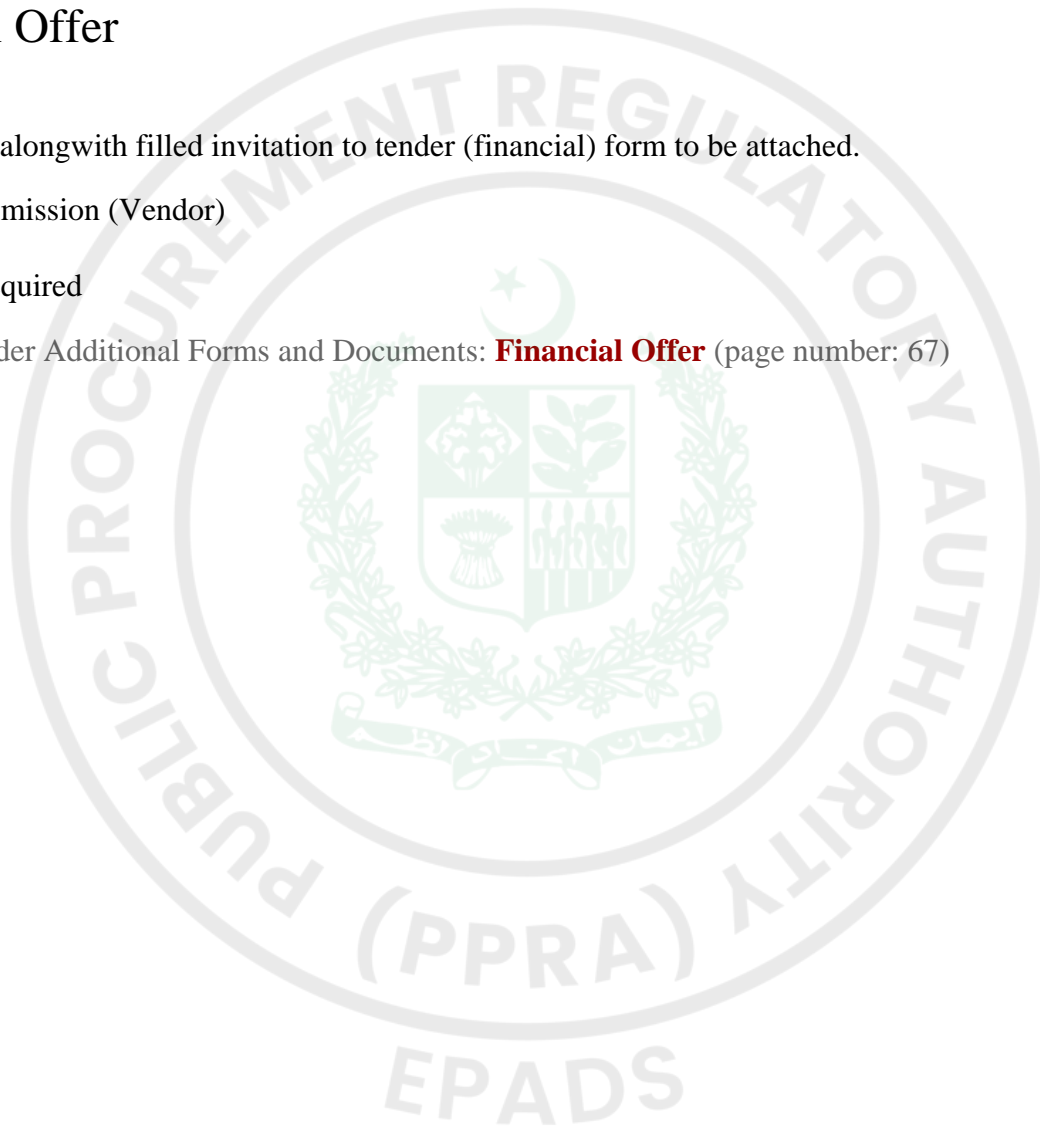 l Offer
alongwith filled invitation to tender (financial) form to be attached.
mission (Vendor)
quired
der Additional Forms and Documents: Financial Offer (page number: 67)
PUBLIC PROCUREMENT REGULATORY AUTHORITY
(PPRA)
EPADS